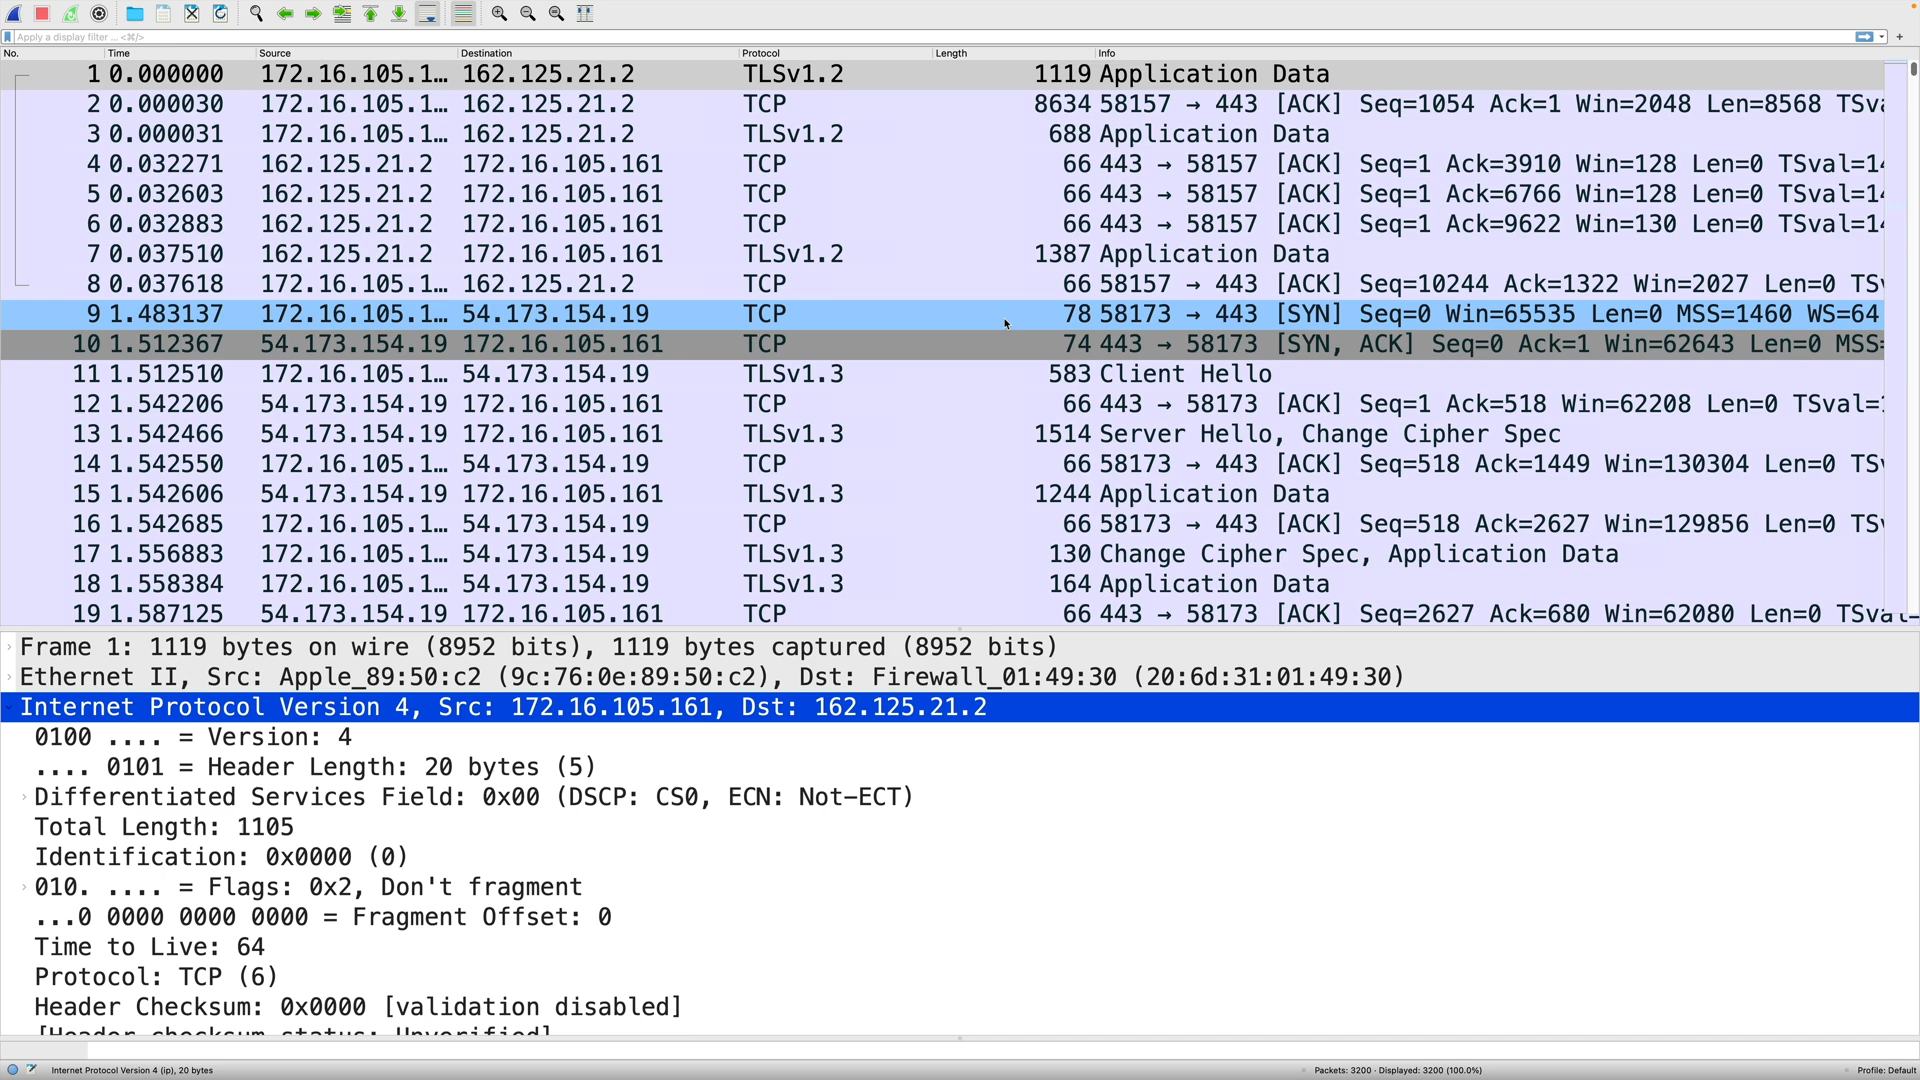 Apply a display filter ... <⌘/>
No. Time Source Destination Protocol Length Info
1 0.000000 172.16.105.1… 162.125.21.2 TLSv1.2 1119 Application Data
2 0.000030 172.16.105.1… 162.125.21.2 TCP 8634 58157 → 443 [ACK] Seq=1054 Ack=1 Win=2048 Len=8568
3 0.000031 172.16.105.1… 162.125.21.2 TLSv1.2 688 Application Data
4 0.032271 162.125.21.2 172.16.105.161 TCP 66 443 → 58157 [ACK] Seq=1 Ack=3910 Win=128 Len=0
5 0.032603 162.125.21.2 172.16.105.161 TCP 66 443 → 58157 [ACK] Seq=1 Ack=6766 Win=128 Len=0
6 0.032883 162.125.21.2 172.16.105.161 TCP 66 443 → 58157 [ACK] Seq=1 Ack=9622 Win=130 Len=0
7 0.037510 162.125.21.2 172.16.105.161 TLSv1.2 1387 Application Data
8 0.037618 172.16.105.1… 162.125.21.2 TCP 66 58157 → 443 [ACK] Seq=10244 Ack=1322 Win=2027 Len=0
9 1.483137 172.16.105.1… 54.173.154.19 TCP 78 58173 → 443 [SYN] Seq=0 Win=65535 Len=0 MSS=1460 WS=64
10 1.512367 54.173.154.19 172.16.105.161 TCP 74 443 → 58173 [SYN, ACK] Seq=0 Ack=1 Win=62643 Len=0 MSS=
11 1.512510 172.16.105.1… 54.173.154.19 TLSv1.3 583 Client Hello
12 1.542206 54.173.154.19 172.16.105.161 TCP 66 443 → 58173 [ACK] Seq=1 Ack=518 Win=62208 Len=0
13 1.542466 54.173.154.19 172.16.105.161 TLSv1.3 1514 Server Hello, Change Cipher Spec
14 1.542550 172.16.105.1… 54.173.154.19 TCP 66 58173 → 443 [ACK] Seq=518 Ack=1449 Win=130304 Len=0
15 1.542606 54.173.154.19 172.16.105.161 TLSv1.3 1244 Application Data
16 1.542685 172.16.105.1… 54.173.154.19 TCP 66 58173 → 443 [ACK] Seq=518 Ack=2627 Win=129856 Len=0
17 1.556883 172.16.105.1… 54.173.154.19 TLSv1.3 130 Change Cipher Spec, Application Data
18 1.558384 172.16.105.1… 54.173.154.19 TLSv1.3 164 Application Data
19 1.587125 54.173.154.19 172.16.105.161 TCP 66 443 → 58173 [ACK] Seq=2627 Ack=680 Win=62080 Len=0
Frame 1: 1119 bytes on wire (8952 bits), 1119 bytes captured (8952 bits)
Ethernet II, Src: Apple_89:50:c2 (9c:76:0e:89:50:c2), Dst: Firewall_01:49:30 (20:6d:31:01:49:30)
Internet Protocol Version 4, Src: 172.16.105.161, Dst: 162.125.21.2
0100 .... = Version: 4
.... 0101 = Header Length: 20 bytes (5)
Differentiated Services Field: 0x00 (DSCP: CS0, ECN: Not-ECT)
Total Length: 1105
Identification: 0x0000 (0)
010. .... = Flags: 0x2, Don't fragment
...0 0000 0000 0000 = Fragment Offset: 0
Time to Live: 64
Protocol: TCP (6)
Header Checksum: 0x0000 [validation disabled]
[Header checksum status: Unverified]
Internet Protocol Version 4 (ip), 20 bytes Packets: 3200 · Displayed: 3200 (100.0%) Profile: Default